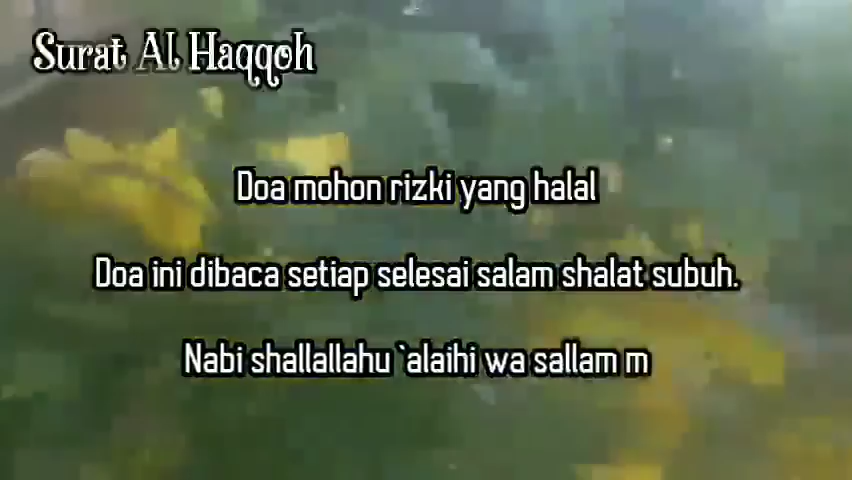 Surat Al Haqqoh
Doa mohon rizki yang halal
Doa ini dibaca setiap selesai salam shalat subuh.
Nabi shallallahu `alaihi wa sallam m